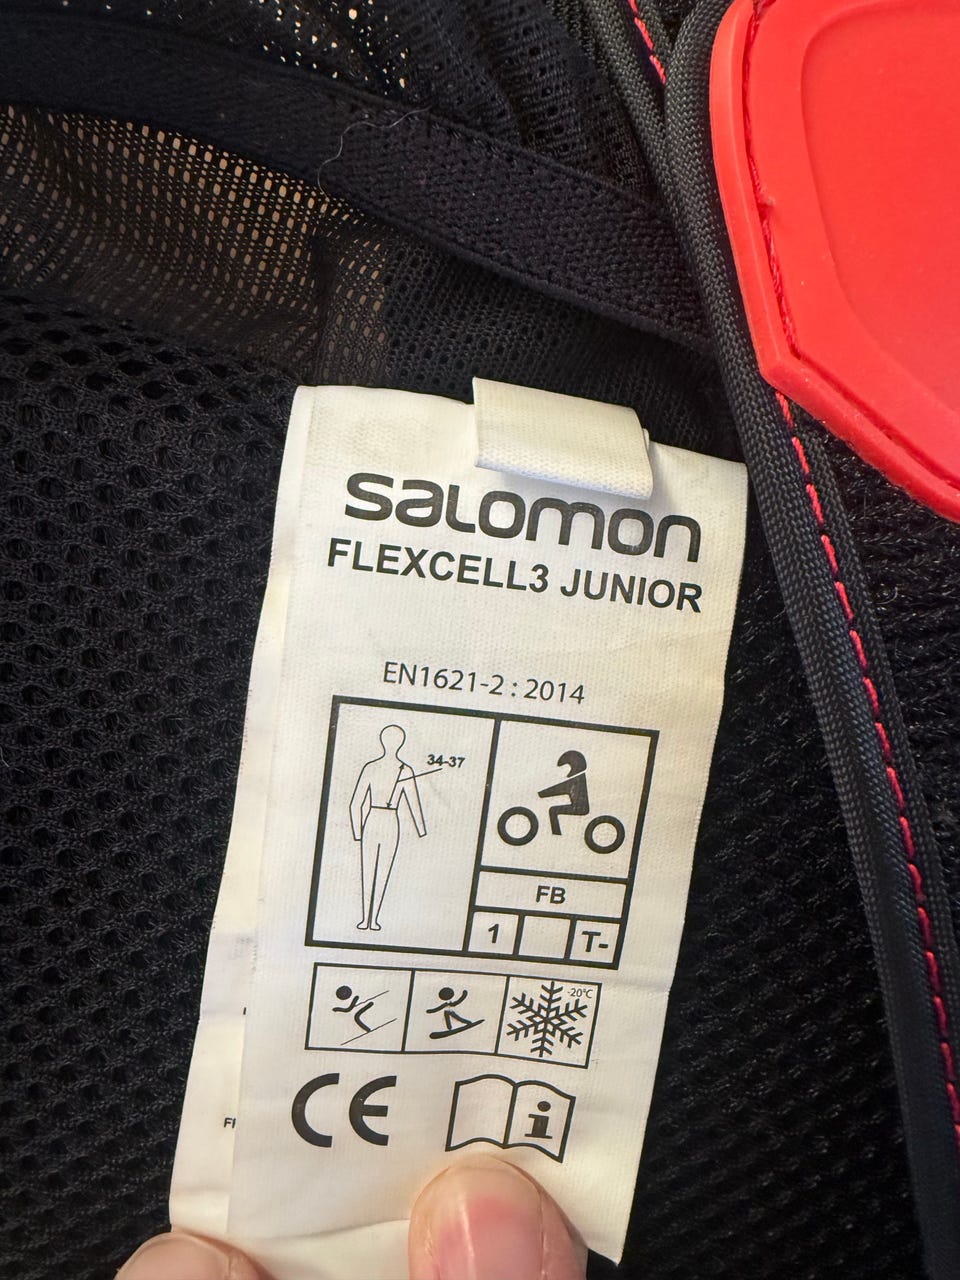 salomon
FLEXCELL3 JUNIOR
EN1621-2 : 2014
34-37
FB
1
T-
-20°C
CE
i